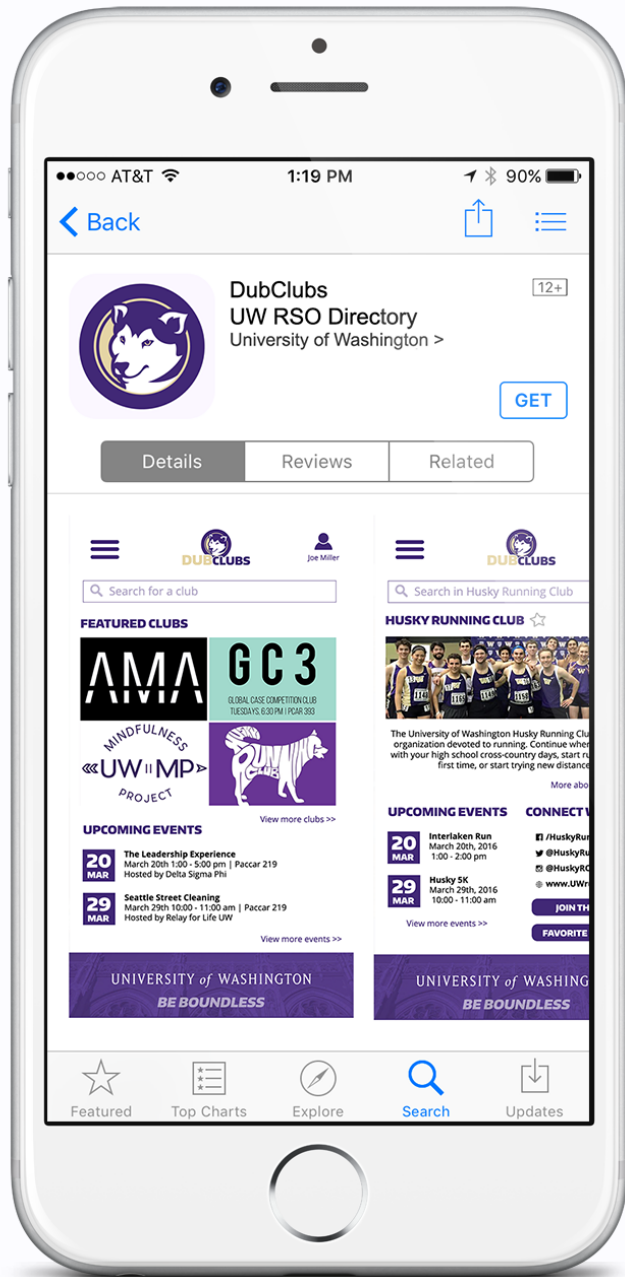 AT&T 1:19 PM 90%
Back
DubClubs
12+
UW RSO Directory
University of Washington >
GET
Details Reviews Related
DUBCLUBS
Joe Miller
Search for a club
FEATURED CLUBS
AMA
GC3
GLOBAL CASE COMPETITION CLUB
TUESDAYS, 6:30 PM | PCAR 393
MINDFULNESS
UW MP
PROJECT
RUNNING
CLUB
View more clubs >>
UPCOMING EVENTS
20
MAR
The Leadership Experience
March 20th 1:00 - 5:00 pm | Paccar 219
Hosted by Delta Sigma Phi
29
MAR
Seattle Street Cleaning
March 29th 10:00 - 11:00 am | Paccar 219
Hosted by Relay for Life UW
View more events >>
UNIVERSITY of WASHINGTON
BE BOUNDLESS
DUBCLUBS
Search in Husky Running Club
HUSKY RUNNING CLUB
1148
1158
The University of Washington Husky Running Clu
organization devoted to running. Continue wher
with your high school cross-country days, start ru
first time, or start trying new distance
More abo
UPCOMING EVENTS
20
MAR
Interlaken Run
March 20th, 2016
1:00 - 2:00 pm
29
MAR
Husky 5K
March 29th, 2016
10:00 - 11:00 am
View more events >>
CONNECT W
/HuskyRu
@HuskyRu
@HuskyRC
www.UWr
JOIN TH
FAVORITE
UNIVERSITY of WASHING
BE BOUNDLESS
Featured Top Charts Explore Search Updates